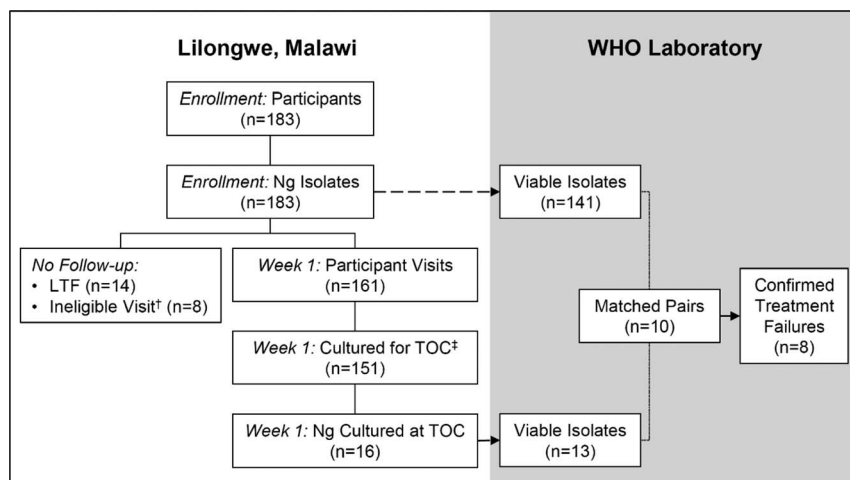 Lilongwe, Malawi
WHO Laboratory
Enrollment: Participants
(n=183)
Enrollment: Ng Isolates
(n=183)
Viable Isolates
(n=141)
No Follow-up:
• LTF (n=14)
• Ineligible Visit† (n=8)
Week 1: Participant Visits
(n=161)
Matched Pairs
(n=10)
Confirmed
Treatment
Failures
(n=8)
Week 1: Cultured for TOC‡
(n=151)
Week 1: Ng Cultured at TOC
(n=16)
Viable Isolates
(n=13)